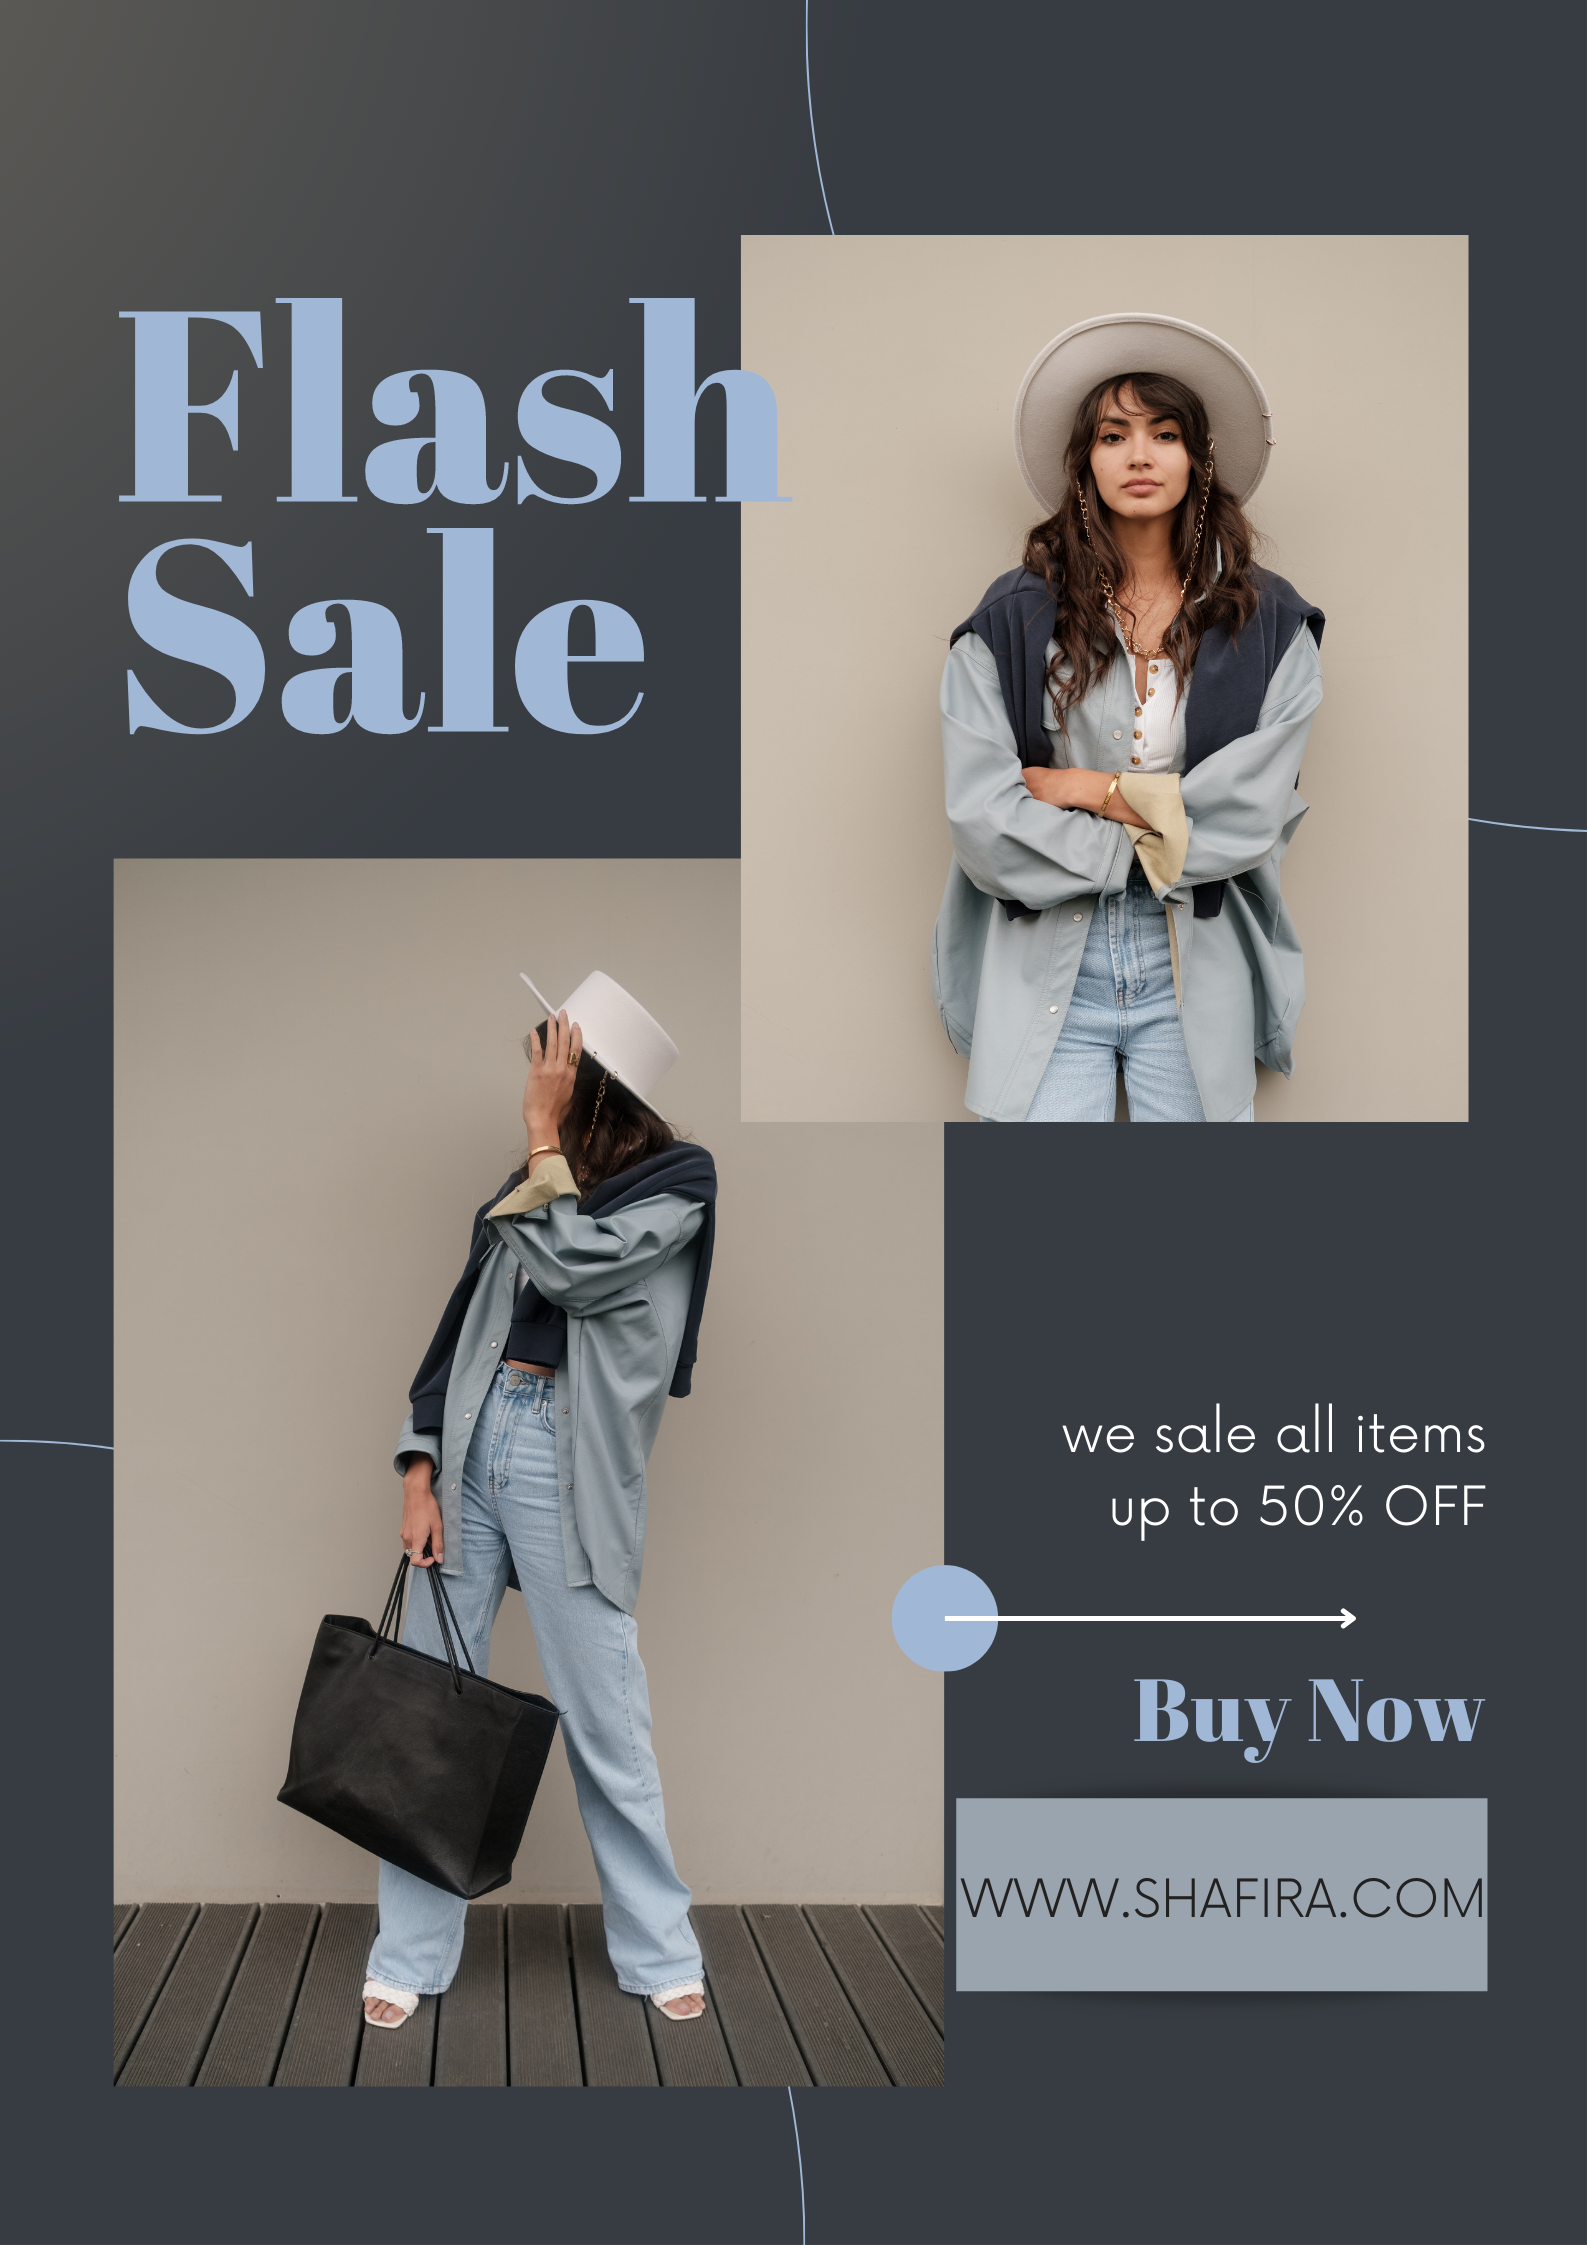 Flash
Sale
we sale all items
up to 50% OFF
Buy Now
WWW.SHAFIRA.COM